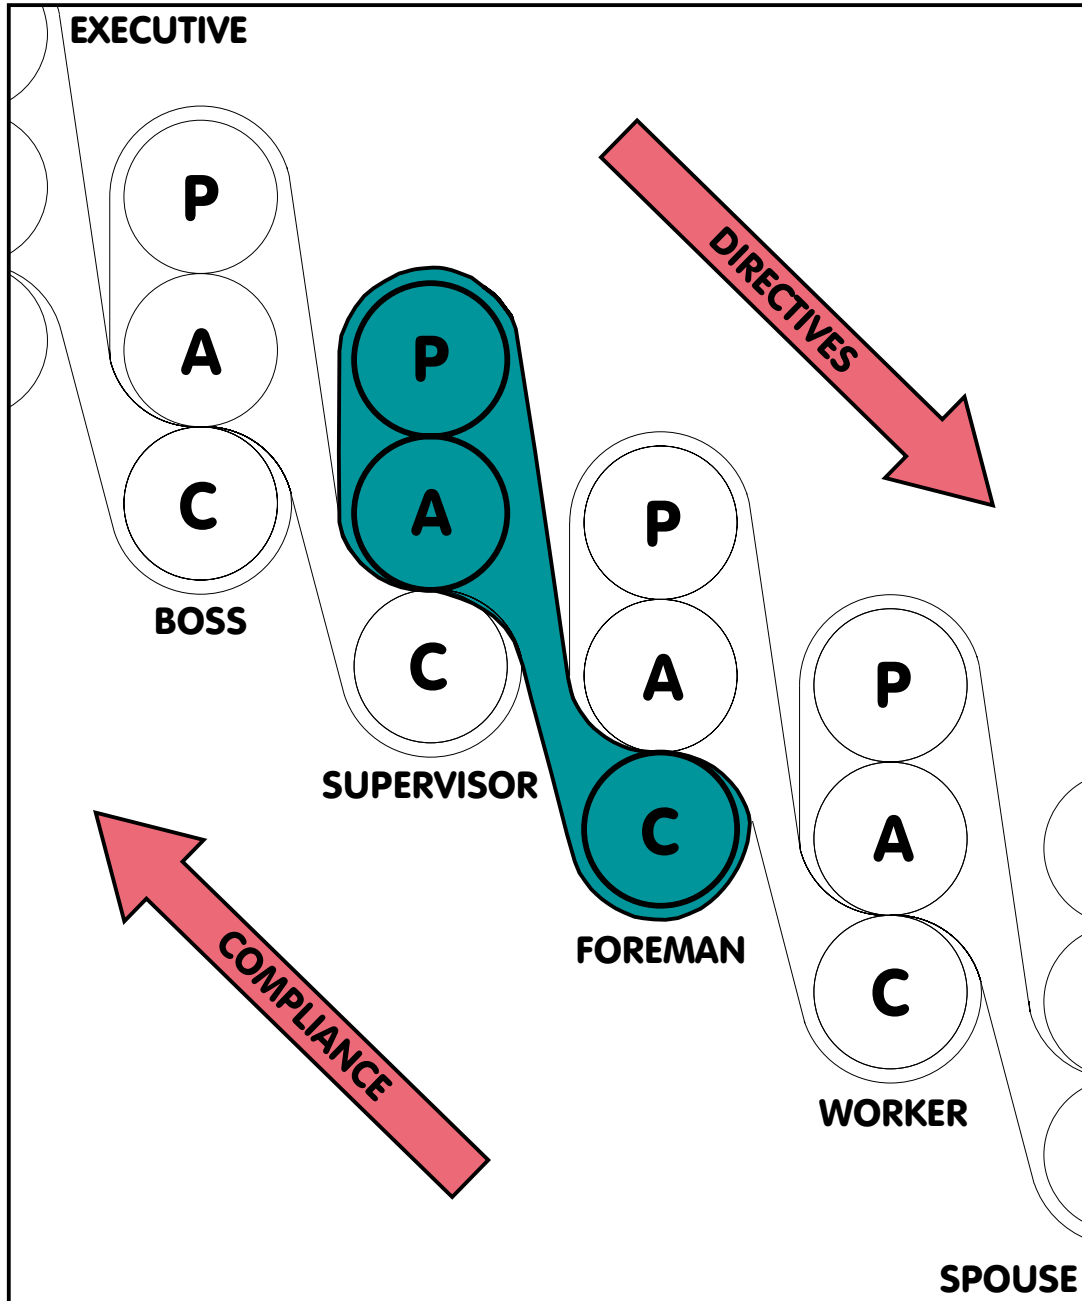 EXECUTIVE
P
A
C
BOSS
P
A
C
SUPERVISOR
P
A
C
FOREMAN
P
A
C
WORKER
SPOUSE
DIRECTIVES
COMPLIANCE